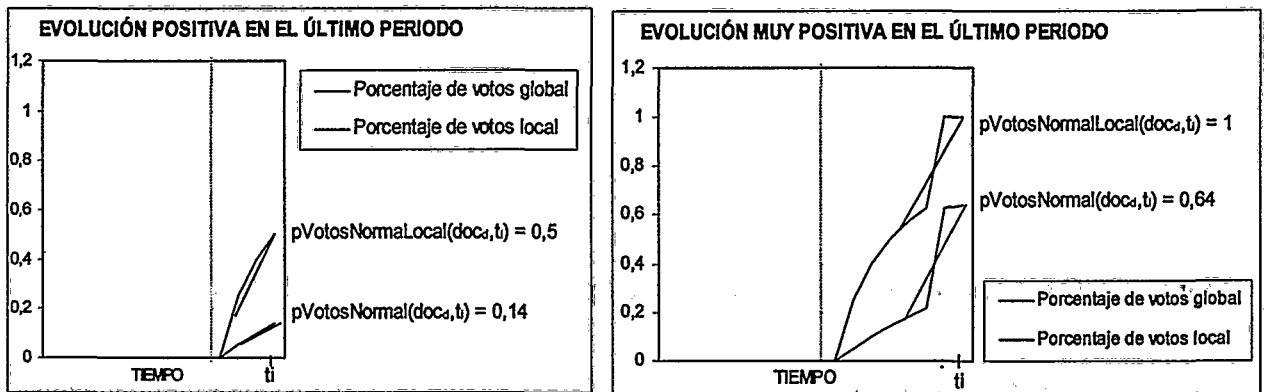 EVOLUCIÓN POSITIVA EN EL ÚLTIMO PERIODO
1,2
1
0,8
0,6
0,4
0,2
0
Porcentaje de votos global
Porcentaje de votos local
pVotosNormaLocal(docd,ti) = 0,5
pVotosNormal(docd,ti) = 0,14
TIEMPO
ti
EVOLUCIÓN MUY POSITIVA EN EL ÚLTIMO PERIODO
1,2
1
0,8
0,6
0,4
0,2
0
pVotosNormalLocal(docd,ti) = 1
pVotosNormal(docd,ti) = 0,64
Porcentaje de votos global
Porcentaje de votos local
TIEMPO
ti